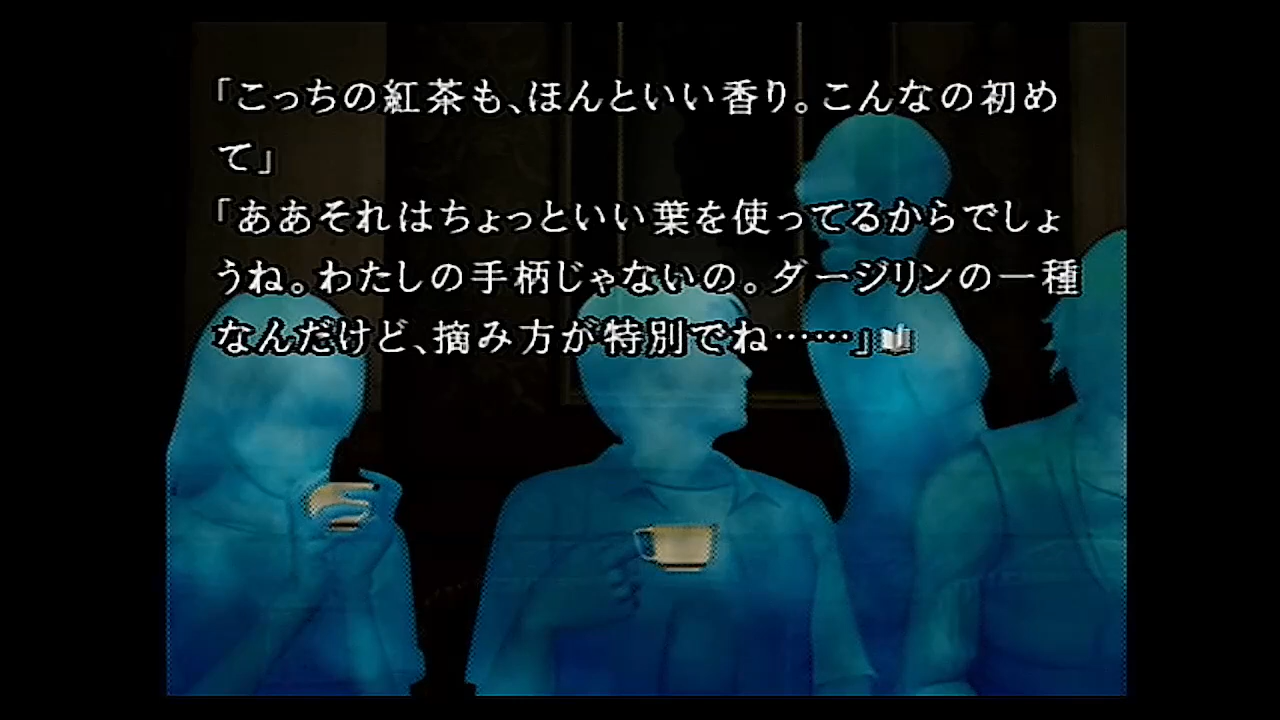 「こっちの紅茶も、ほんといい香り。こんなの初め
て」
「ああそれはちょっといい葉を使ってるからでしょ
うね。わたしの手柄じゃないの。ダージリンの一種
なんだけど、摘み方が特別でね……」